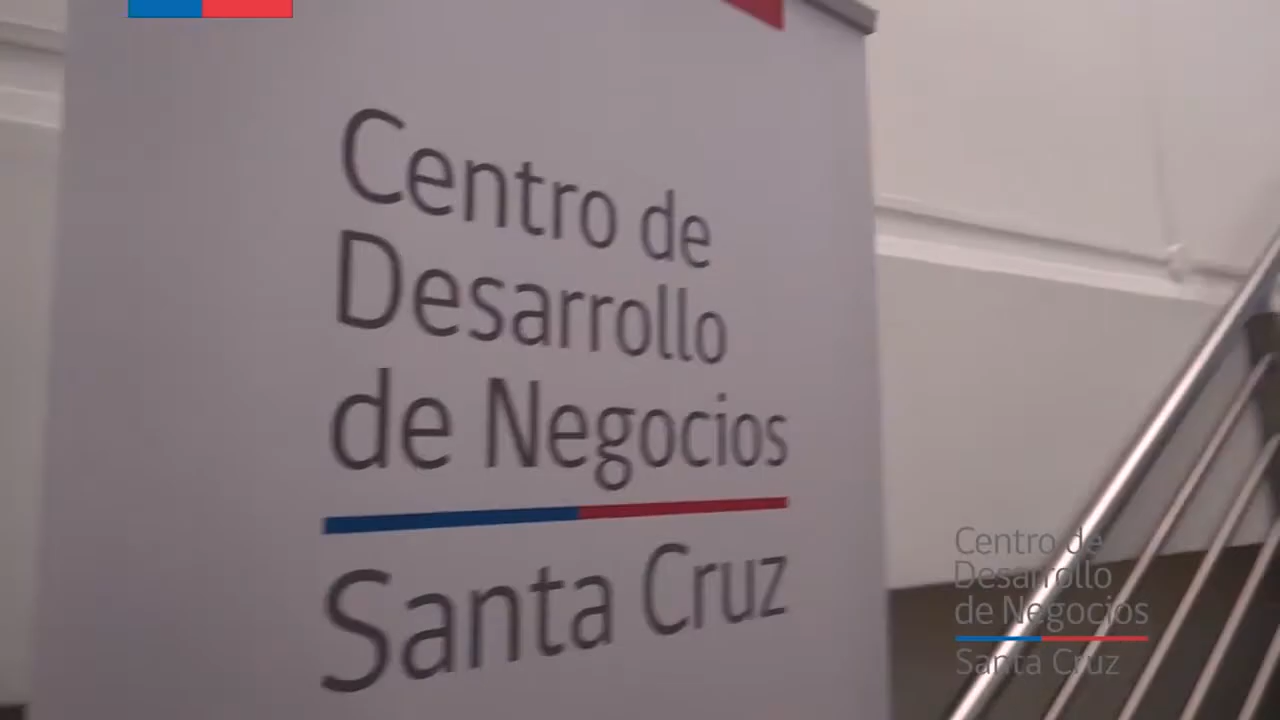 Centro de
Desarrollo
de Negocios
Santa Cruz
Centro de
Desarrollo
de Negocios
Santa Cruz